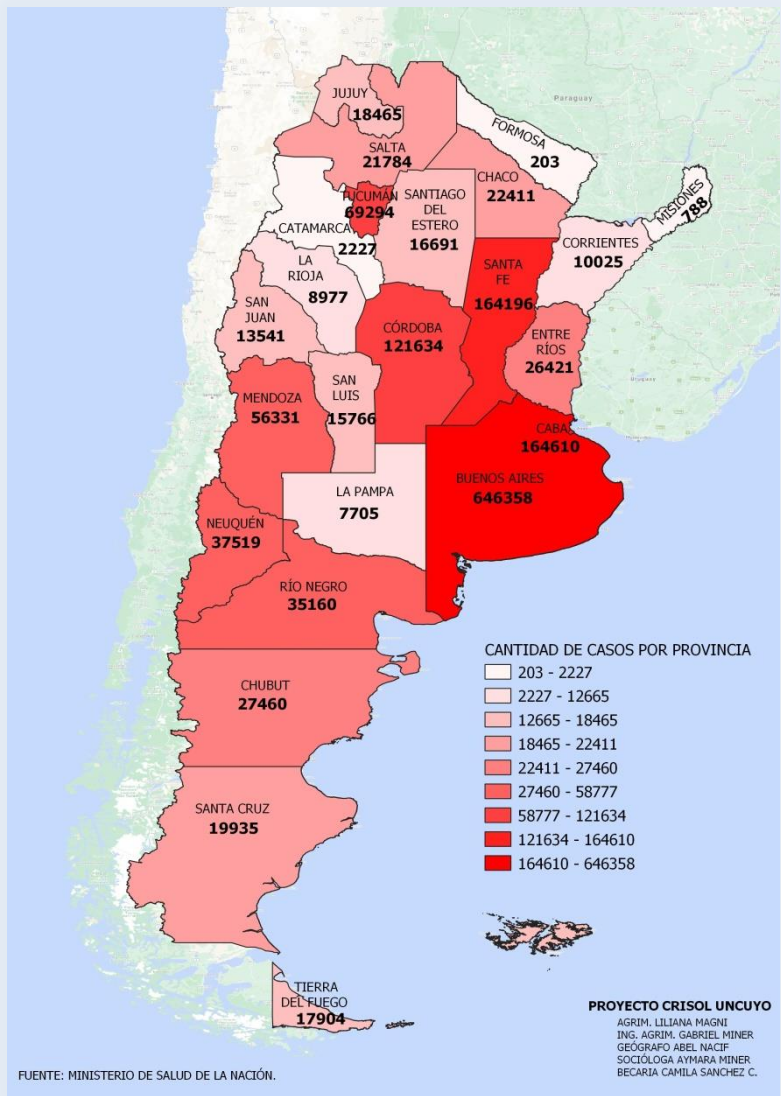 JUJUY
18465
SALTA
21784
FORMOSA
203
CHACO
22411
MISIONES
788
TUCUMÁN
69294
SANTIAGO
DEL
ESTERO
16691
CATAMARCA
2227
CORRIENTES
10025
LA
RIOJA
8977
SANTA
FE
164196
SAN
JUAN
13541
CÓRDOBA
121634
ENTRE
RÍOS
26421
SAN
LUIS
15766
MENDOZA
56331
CABA
164610
BUENOS AIRES
646358
LA PAMPA
7705
NEUQUÉN
37519
RÍO NEGRO
35160
CHUBUT
27460
SANTA CRUZ
19935
TIERRA
DEL FUEGO
17904
Paraguay
Uruguay
CANTIDAD DE CASOS POR PROVINCIA
203 - 2227
2227 - 12665
12665 - 18465
18465 - 22411
22411 - 27460
27460 - 58777
58777 - 121634
121634 - 164610
164610 - 646358
PROYECTO CRISOL UNCUYO
AGRIM. LILIANA MAGNI
ING. AGRIM. GABRIEL MINER
GEÓGRAFO ABEL NACIF
SOCIÓLOGA AYMARA MINER
BECARIA CAMILA SANCHEZ C.
FUENTE: MINISTERIO DE SALUD DE LA NACIÓN.